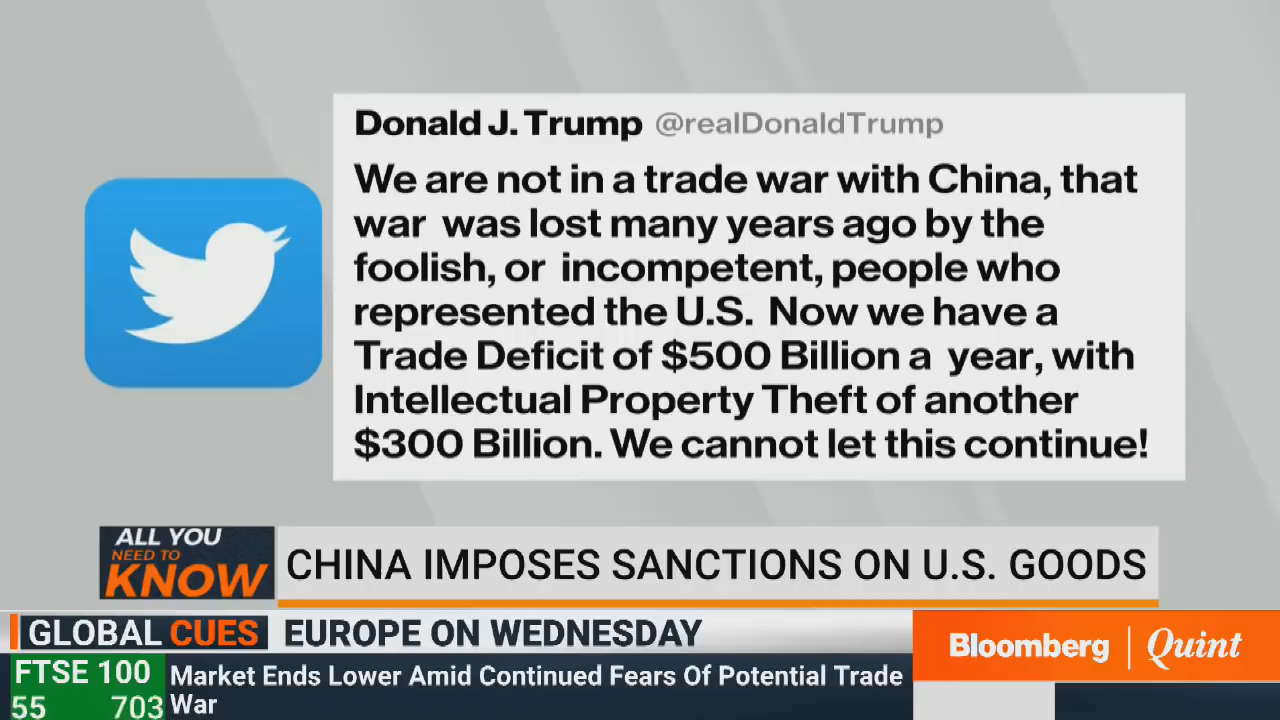 Donald J. Trump @realDonaldTrump
We are not in a trade war with China, that
war was lost many years ago by the
foolish, or incompetent, people who
represented the U.S. Now we have a
Trade Deficit of $500 Billion a year, with
Intellectual Property Theft of another
$300 Billion. We cannot let this continue!
ALL YOU
NEED TO
KNOW
CHINA IMPOSES SANCTIONS ON U.S. GOODS
GLOBAL CUES EUROPE ON WEDNESDAY
Bloomberg | Quint
FTSE 100
55 703
Market Ends Lower Amid Continued Fears Of Potential Trade
War